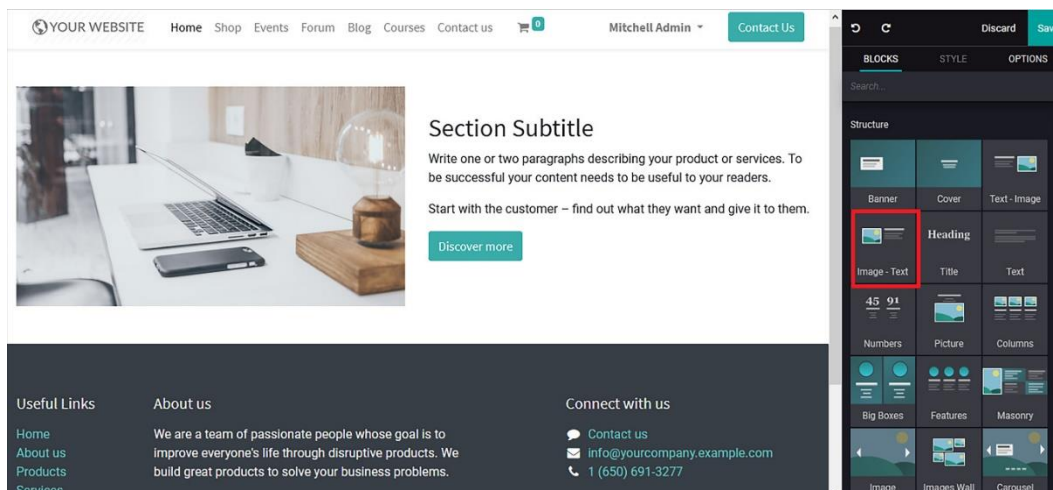 YOUR WEBSITE Home Shop Events Forum Blog Courses Contact us 0 Mitchell Admin Contact Us
Discard
BLOCKS STYLE OPTIONS
Search...
Section Subtitle
Write one or two paragraphs describing your product or services. To
be successful your content needs to be useful to your readers.
Start with the customer – find out what they want and give it to them.
Discover more
Structure
Banner Cover Text - Image
Heading
Image - Text Title Text
45 91
Numbers Picture Columns
Big Boxes Features Masonry
Image Images Wall Carousel
Useful Links About us Connect with us
Home We are a team of passionate people whose goal is to Contact us
About us improve everyone's life through disruptive products. We info@yourcompany.example.com
Products build great products to solve your business problems. 1 (650) 691-3277
Services